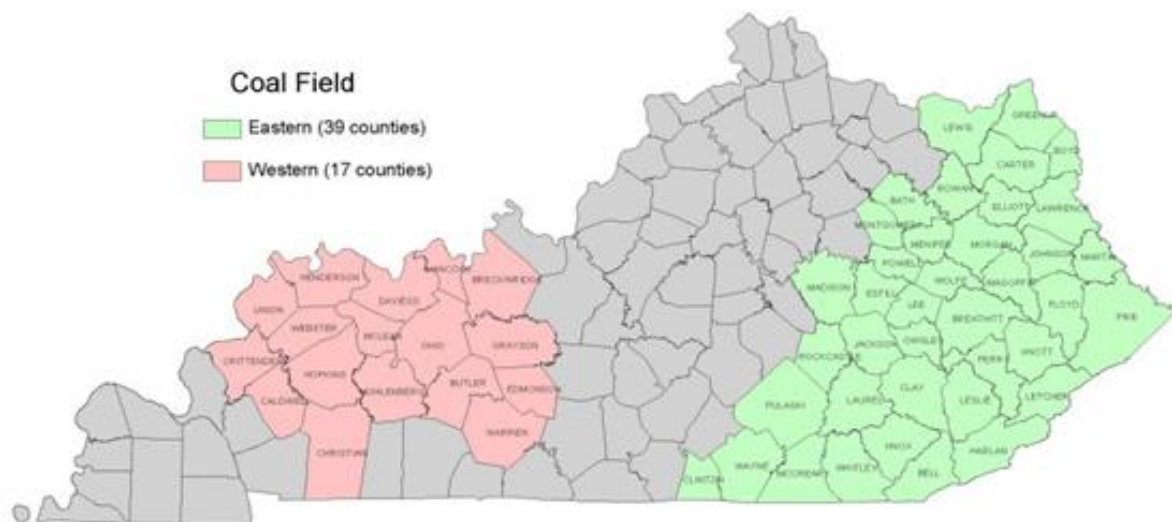 Coal Field
Eastern (39 counties)
Western (17 counties)
LEWIS
GREENUP
BOYD
CARTER
ROWAN
BATH
ELLIOTT
LAWRENCE
MONTGOMERY
MENIFEE
MORGAN
JOHNSON
MARTIN
POWELL
MADISON
ESTILL
WOLFE
MAGOFFIN
FLOYD
PIKE
LEE
BREATHITT
HENDERSON
HANCOCK
BRECKINRIDGE
UNION
DAVIESS
WEBSTER
MCLEAN
OHIO
GRAYSON
CRITTENDEN
HOPKINS
MUHLENBERG
BUTLER
EDMONSON
CALDWELL
WARREN
CHRISTIAN
ROCKCASTLE
JACKSON
OWSLEY
PERRY
KNOTT
PULASKI
LAUREL
CLAY
LESLIE
LETCHER
KNOX
HARLAN
CLINTON
WAYNE
MCCREARY
WHITLEY
BELL